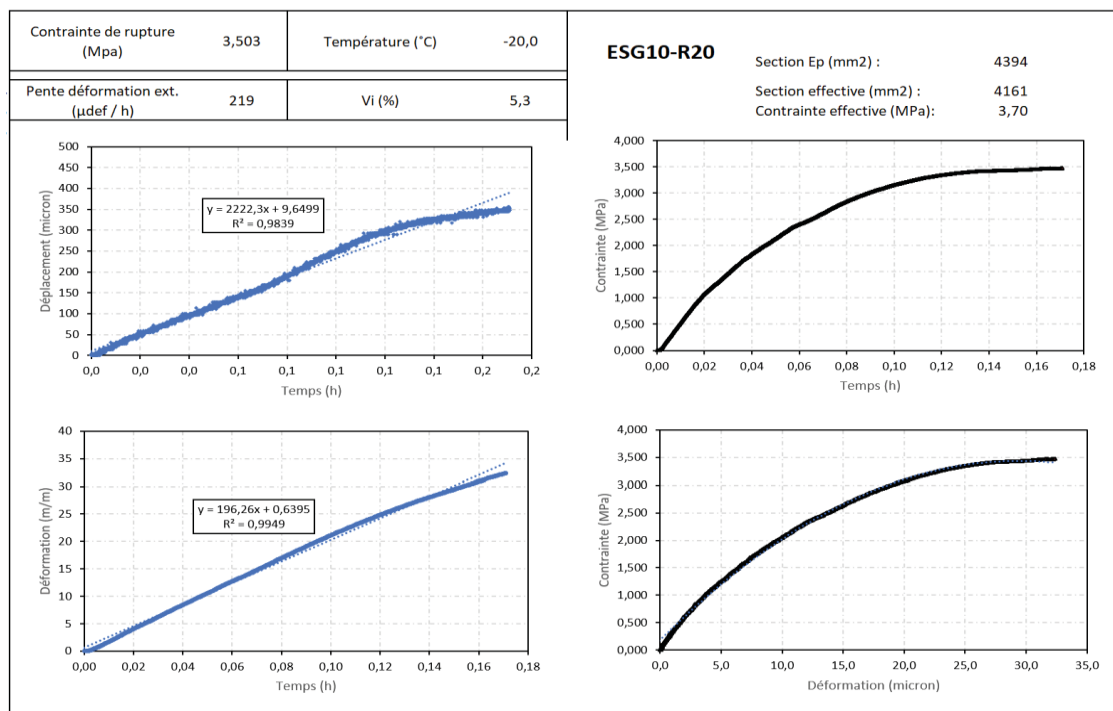 Contrainte de rupture
(Mpa)
3,503
Température (˚C)
-20,0
Pente déformation ext.
(µdef / h)
219
Vi (%)
5,3
ESG10-R20
Section Ep (mm2) :
4394
Section effective (mm2) :
4161
Contrainte effective (MPa):
3,70
500
450
400
350
300
250
200
150
100
50
0
Déplacement (micron)
y = 2222,3x + 9,6499
R² = 0,9839
0,0 0,0 0,0 0,1 0,1 0,1 0,1 0,1 0,2 0,2
Temps (h)
4,000
3,500
3,000
2,500
2,000
1,500
1,000
0,500
0,000
Contrainte (MPa)
0,00 0,02 0,04 0,06 0,08 0,10 0,12 0,14 0,16 0,18
Temps (h)
40
35
30
25
20
15
10
5
0
Déformation (m/m)
y = 196,26x + 0,6395
R² = 0,9949
0,00 0,02 0,04 0,06 0,08 0,10 0,12 0,14 0,16 0,18
Temps (h)
4,000
3,500
3,000
2,500
2,000
1,500
1,000
0,500
0,000
Contrainte (MPa)
0,0 5,0 10,0 15,0 20,0 25,0 30,0 35,0
Déformation (micron)